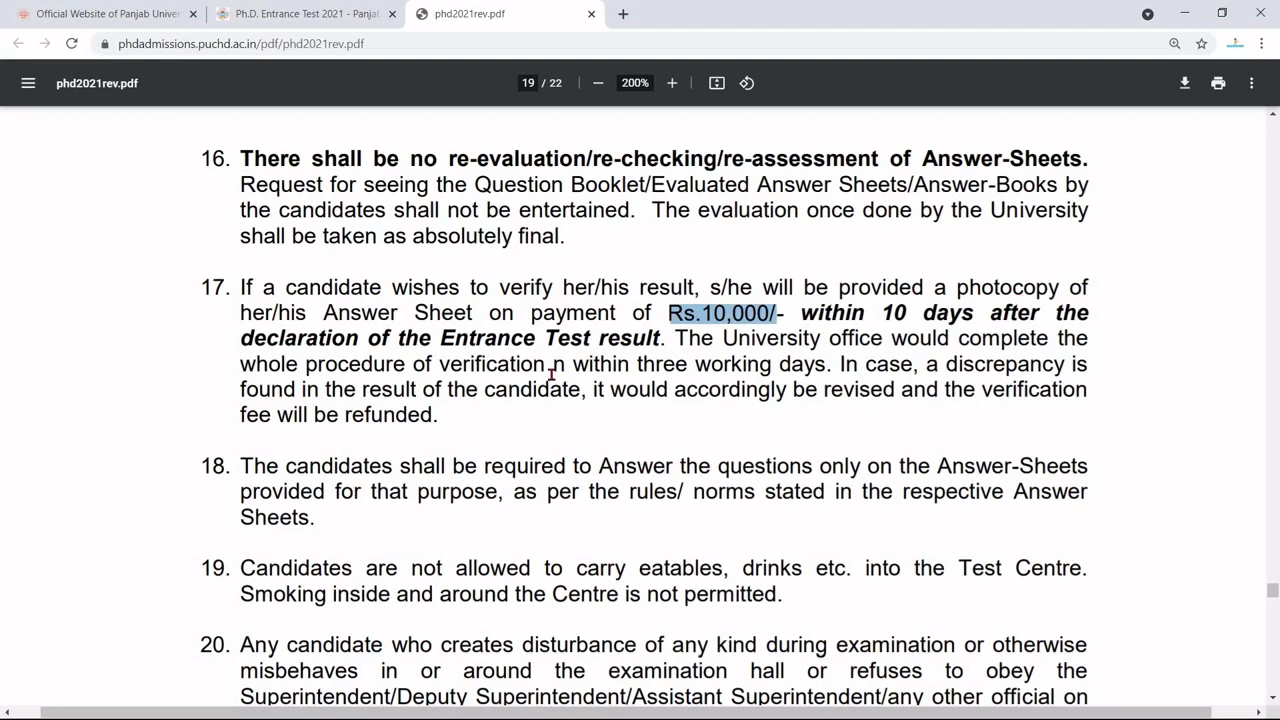 Official Website of Panjab Univer
Ph.D. Entrance Test 2021 - Panjab
phd2021rev.pdf
phdadmissions.puchd.ac.in/pdf/phd2021rev.pdf
phd2021rev.pdf
19 / 22
200%
16. There shall be no re-evaluation/re-checking/re-assessment of Answer-Sheets.
Request for seeing the Question Booklet/Evaluated Answer Sheets/Answer-Books by
the candidates shall not be entertained. The evaluation once done by the University
shall be taken as absolutely final.
17. If a candidate wishes to verify her/his result, s/he will be provided a photocopy of
her/his Answer Sheet on payment of Rs.10,000/- within 10 days after the
declaration of the Entrance Test result. The University office would complete the
whole procedure of verification n within three working days. In case, a discrepancy is
found in the result of the candidate, it would accordingly be revised and the verification
fee will be refunded.
18. The candidates shall be required to Answer the questions only on the Answer-Sheets
provided for that purpose, as per the rules/ norms stated in the respective Answer
Sheets.
19. Candidates are not allowed to carry eatables, drinks etc. into the Test Centre.
Smoking inside and around the Centre is not permitted.
20. Any candidate who creates disturbance of any kind during examination or otherwise
misbehaves in or around the examination hall or refuses to obey the
Superintendent/Deputy Superintendent/Assistant Superintendent/any other official on